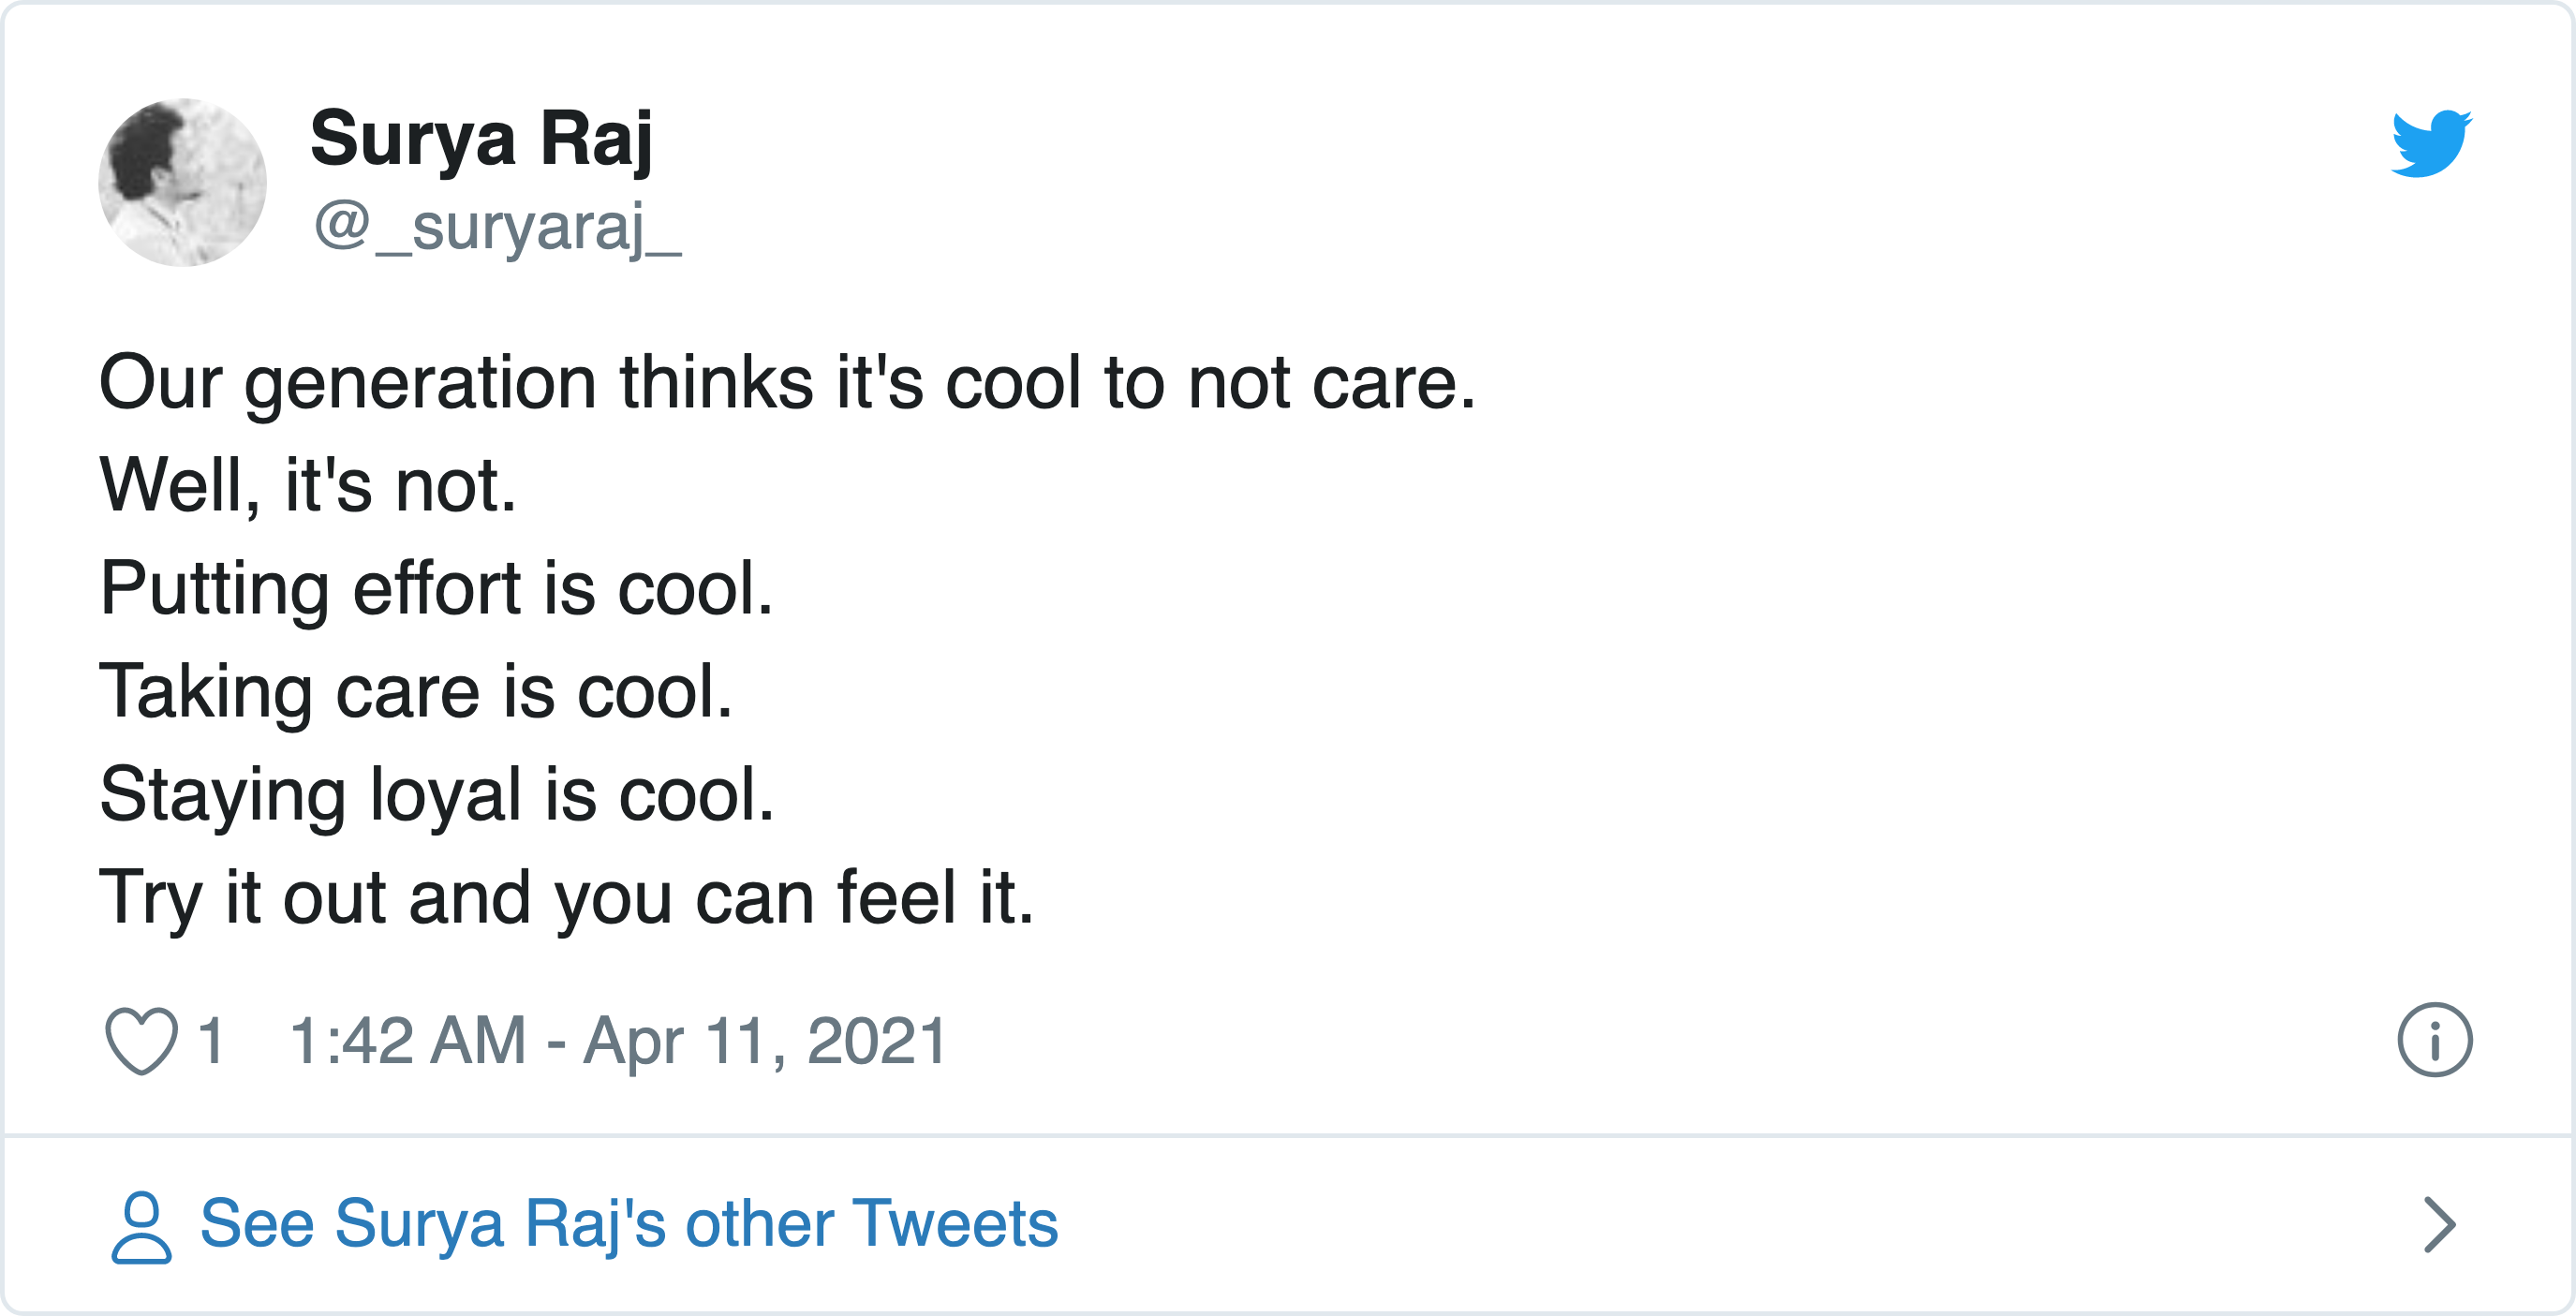 Surya Raj
@_suryaraj_
Our generation thinks it's cool to not care.
Well, it's not.
Putting effort is cool.
Taking care is cool.
Staying loyal is cool.
Try it out and you can feel it.
1 1:42 AM - Apr 11, 2021
See Surya Raj's other Tweets